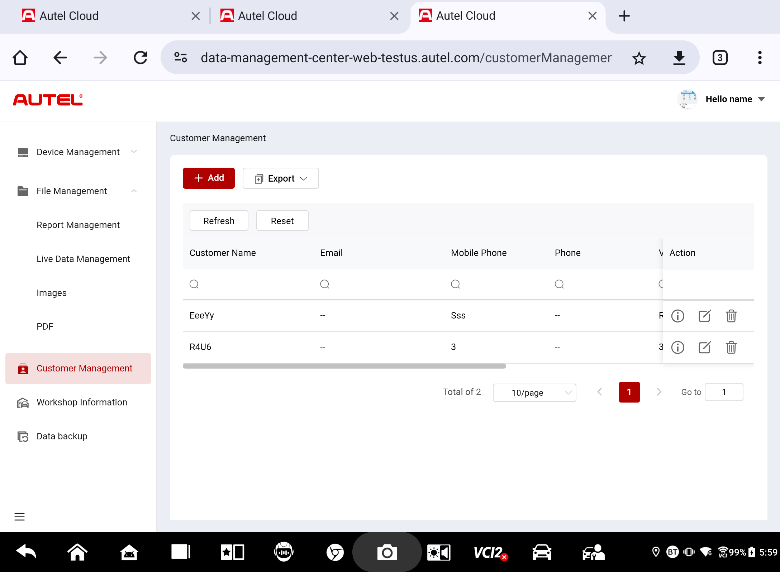 Autel Cloud
Autel Cloud
Autel Cloud
data-management-center-web-testus.autel.com/customerManagemer
3
AUTEL
Hello name
Device Management
File Management
Report Management
Live Data Management
Images
PDF
Customer Management
Workshop Information
Data backup
Customer Management
Add
Export
Refresh
Reset
Customer Name Email Mobile Phone Phone V Action
EeeYy -- Sss -- R
R4U6 -- 3 -- 3
Total of 2
10/page
1
Go to
1
VCI2
BT
99%
5:59